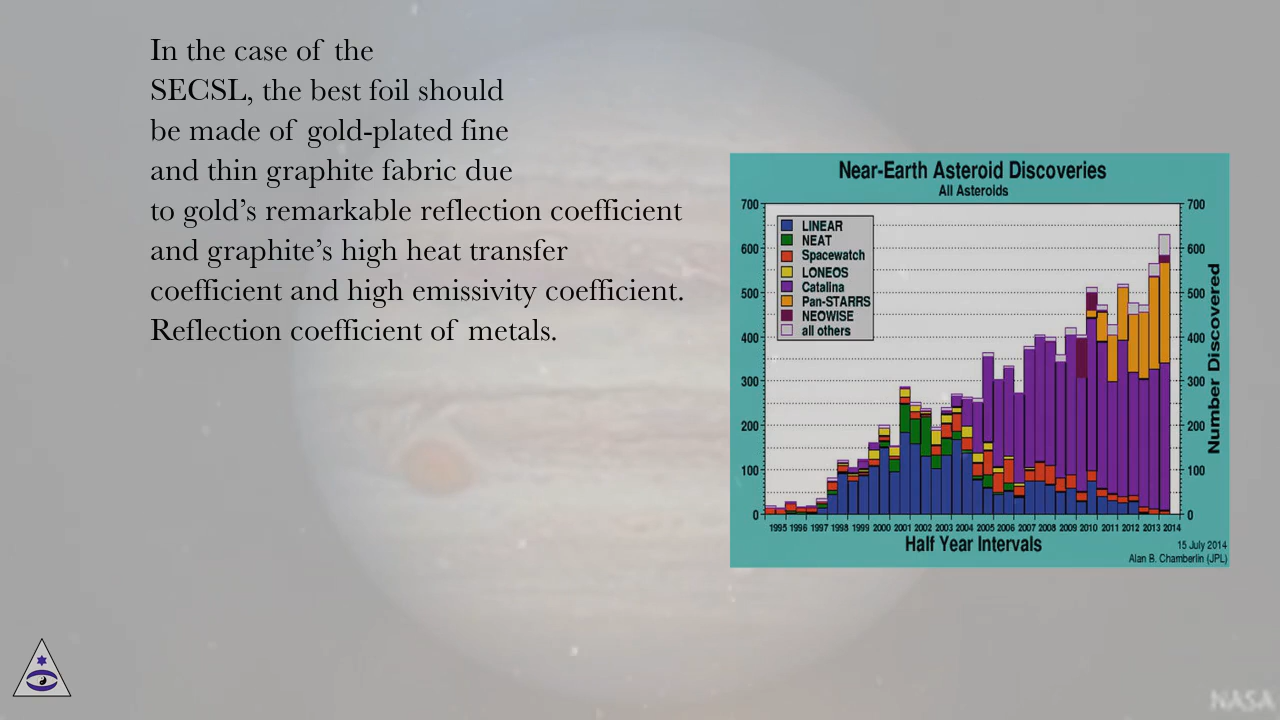 In the case of the
SECSL, the best foil should
be made of gold-plated fine
and thin graphite fabric due
to gold’s remarkable reflection coefficient
and graphite’s high heat transfer
coefficient and high emissivity coefficient.
Reflection coefficient of metals.
Near-Earth Asteroid Discoveries
All Asteroids
700
600
500
400
300
200
100
0
LINEAR
NEAT
Spacewatch
LONEOS
Catalina
Pan-STARRS
NEOWISE
all others
700
600
500
400
300
200
100
0
Number Discovered
1995 1996 1997 1998 1999 2000 2001 2002 2003 2004 2005 2006 2007 2008 2009 2010 2011 2012 2013 2014
Half Year Intervals
15 July 2014
Alan B. Chamberlin (JPL)
NASA